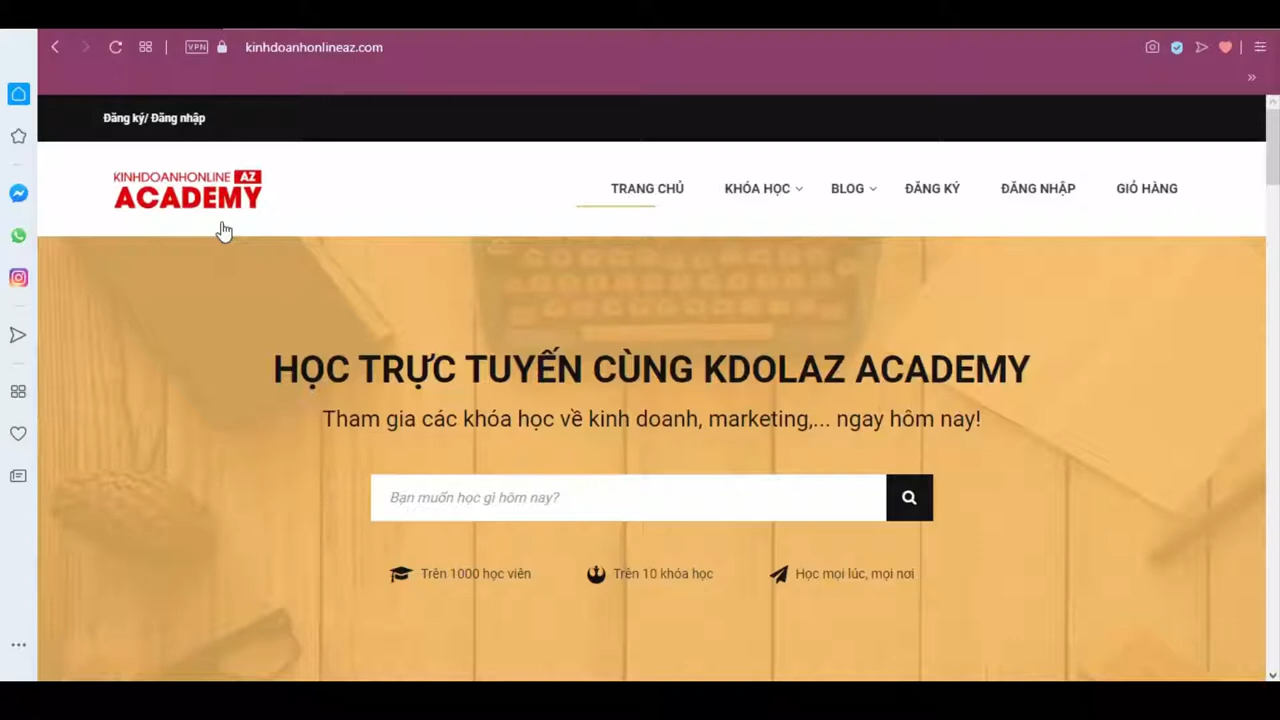 VPN
kinhdoanhonlineaz.com
Đăng ký/ Đăng nhập
KINHDOANHONLINE AZ
ACADEMY
TRANG CHỦ KHÓA HỌC BLOG ĐĂNG KÝ ĐĂNG NHẬP GIỎ HÀNG
HỌC TRỰC TUYẾN CÙNG KDOLAZ ACADEMY
Tham gia các khóa học về kinh doanh, marketing,... ngay hôm nay!
Bạn muốn học gì hôm nay?
Trên 1000 học viên Trên 10 khóa học Học mọi lúc, mọi nơi